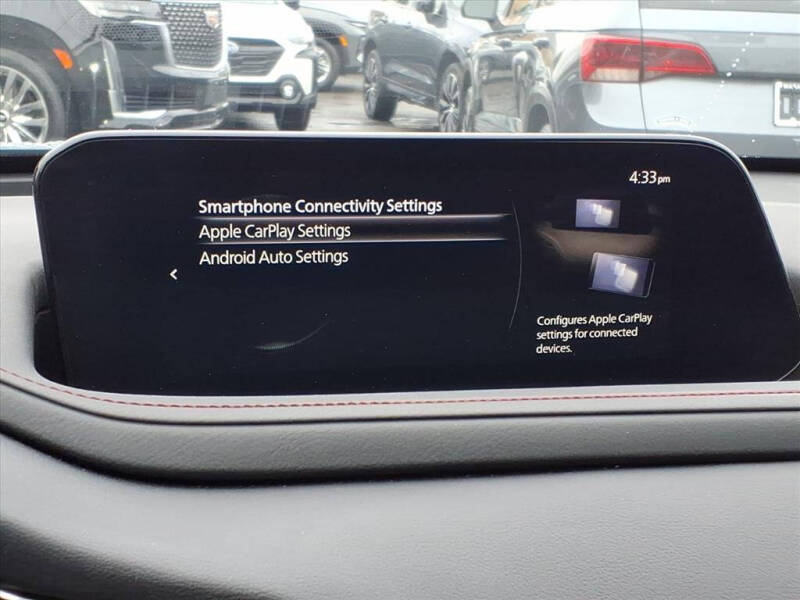 4:33pm
Smartphone Connectivity Settings
Apple CarPlay Settings
Android Auto Settings
Configures Apple CarPlay
settings for connected
devices.